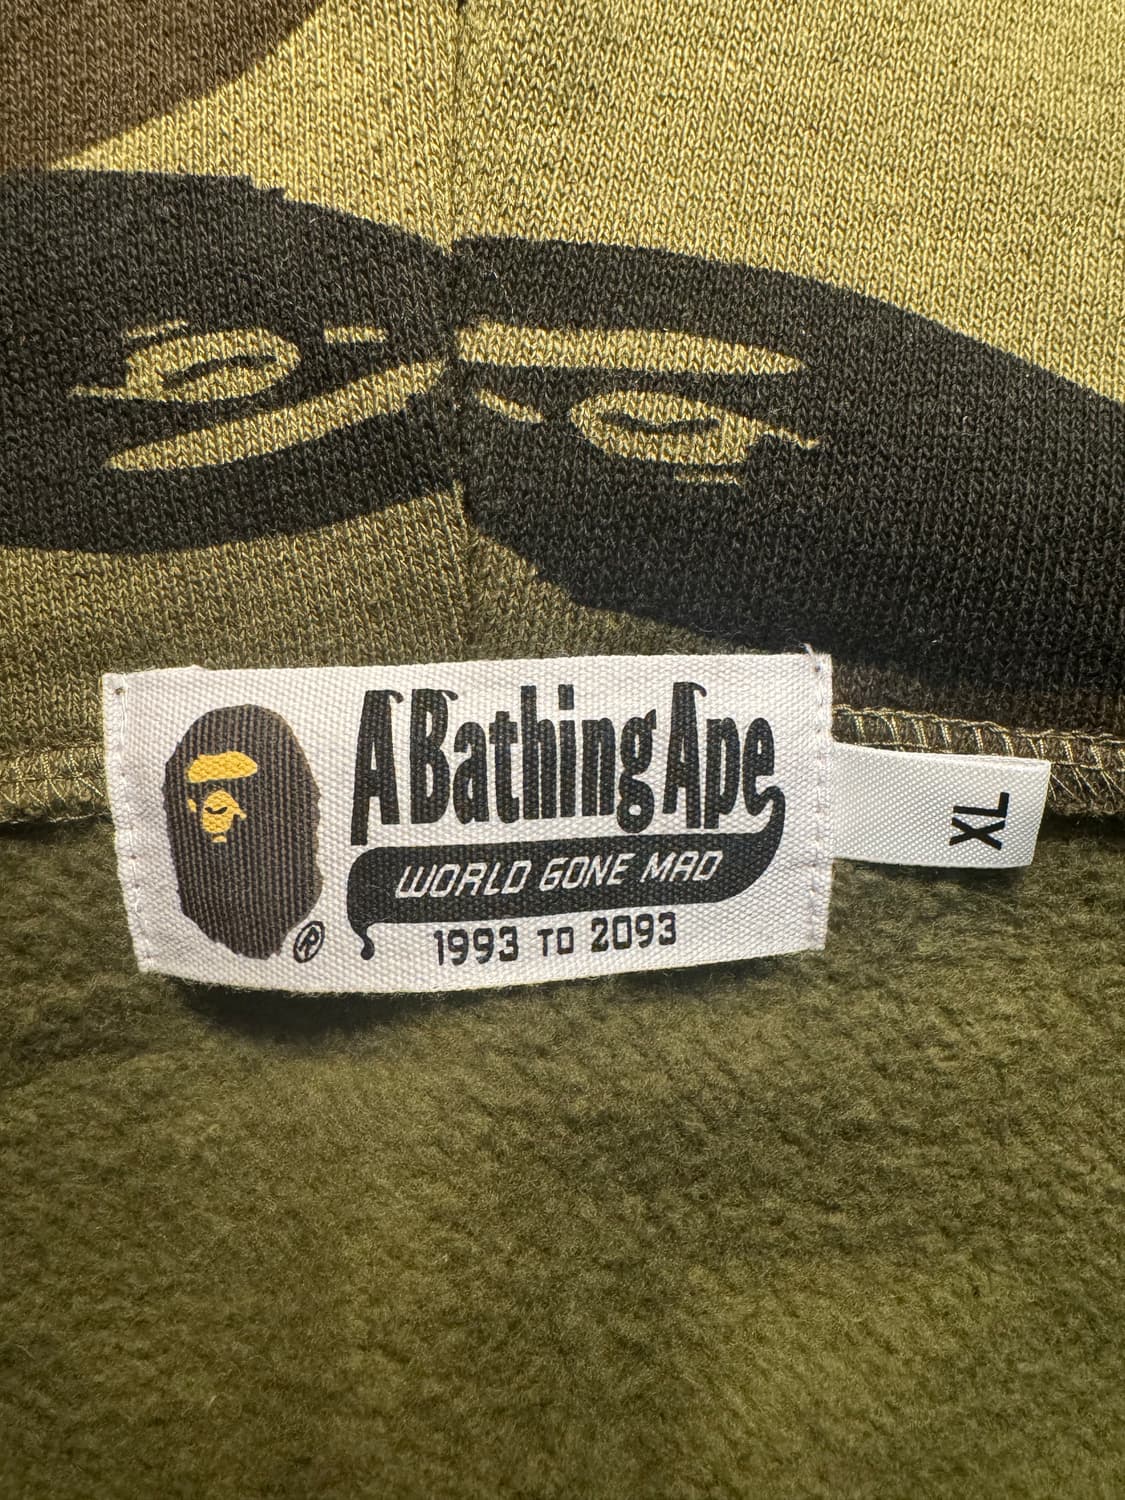 A Bathing Ape
WORLD GONE MAD
1993 TO 2093
®
XL